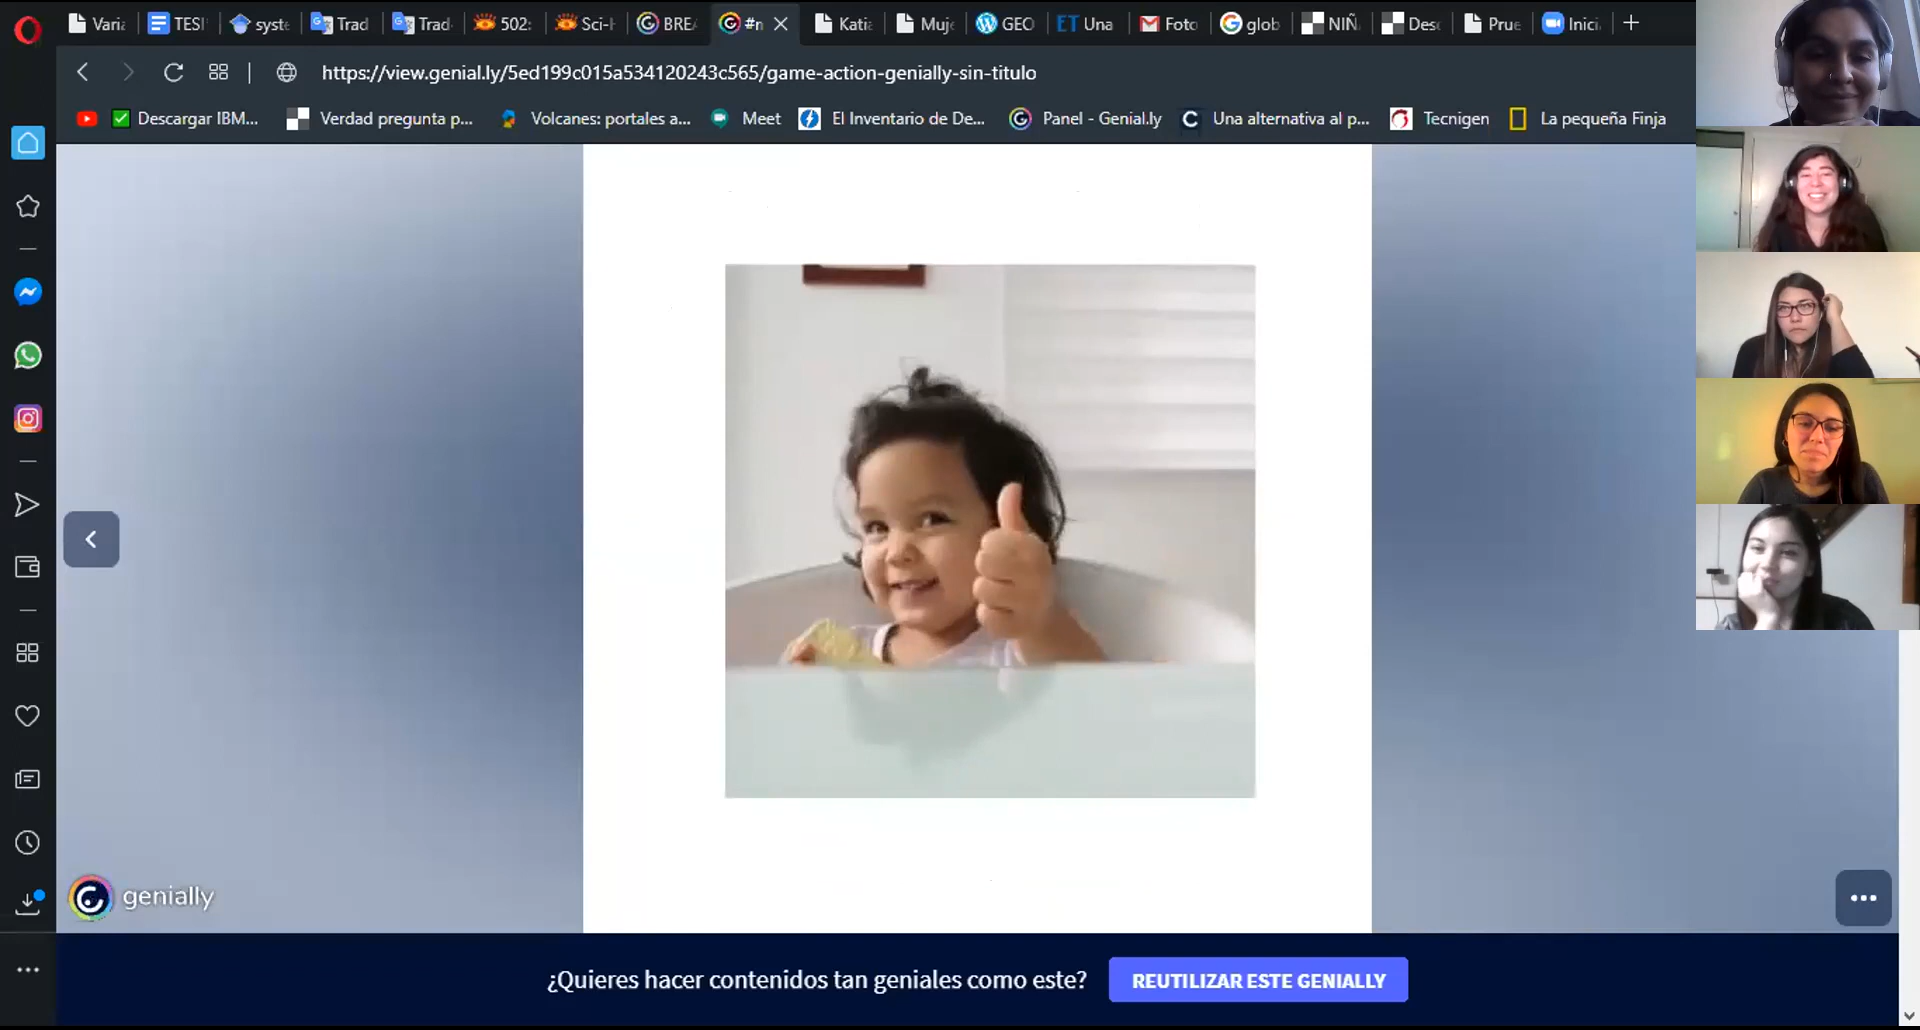 Varia TESI syste Trad Trad 502: Sci-H BREA #n Katia Muje GEO ET Una Foto glob NIÑ Desc Prue Inici
https://view.genial.ly/5ed199c015a534120243c565/game-action-genially-sin-titulo
Descargar IBM... Verdad pregunta p... Volcanes: portales a... Meet El Inventario de De... Panel - Genial.ly Una alternativa al p... Tecnigen La pequeña Finja
genially
¿Quieres hacer contenidos tan geniales como este? REUTILIZAR ESTE GENIALLY